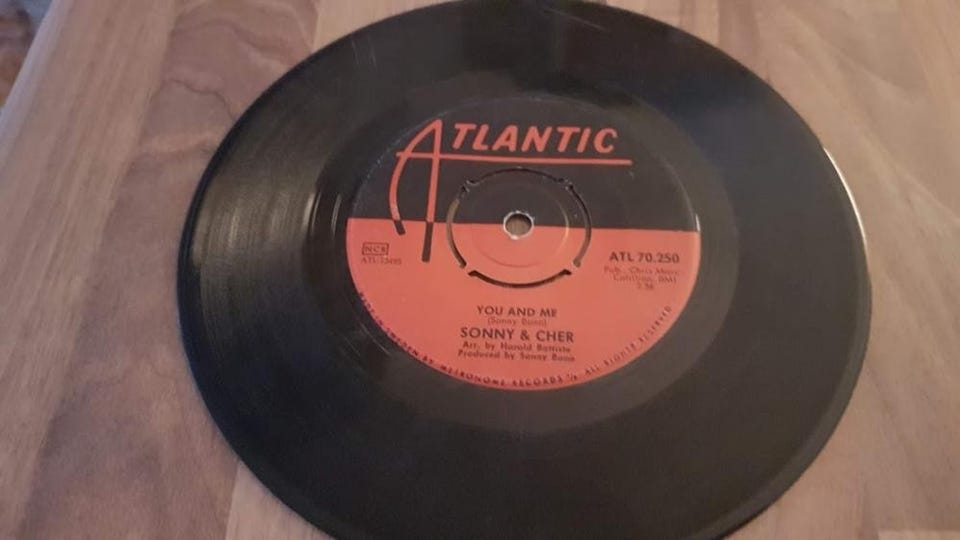 ATLANTIC
NCB
ATL 70.250
Pub.: Chris Music
Cotillion, BMI
YOU AND ME
(Sonny Bono)
SONNY & CHER
Arr. by Harold Battiste
Produced by Sonny Bono
MADE IN SWEDEN BY METRONOME RECORDS A/B ALL RIGHTS RESERVED